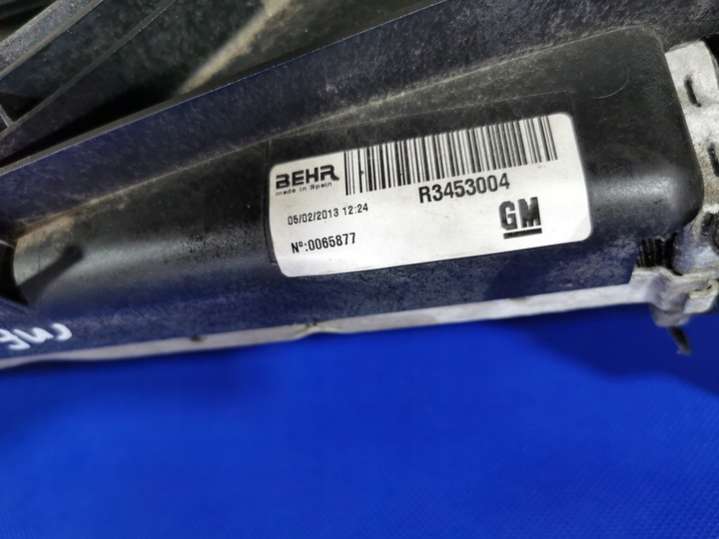 BEHR
made in Spain
R3453004
05/02/2013 12:24
GM
Nº:0065877